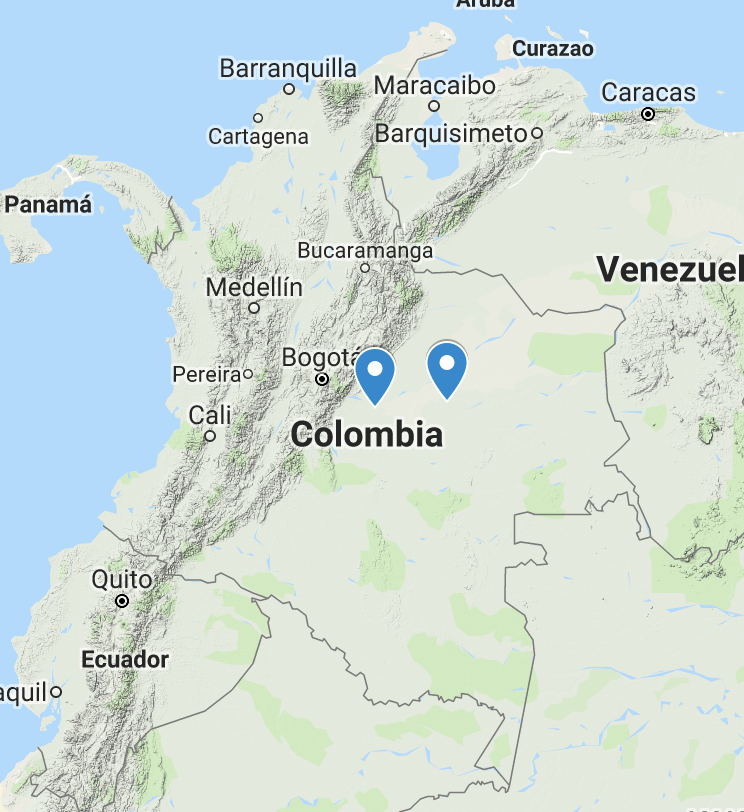 Aruba
Curazao
Barranquilla
Maracaibo
Caracas
Cartagena
Barquisimeto
Panamá
Bucaramanga
Venezuel
Medellín
Bogotá
Pereira
Cali
Colombia
Quito
Ecuador
aquil